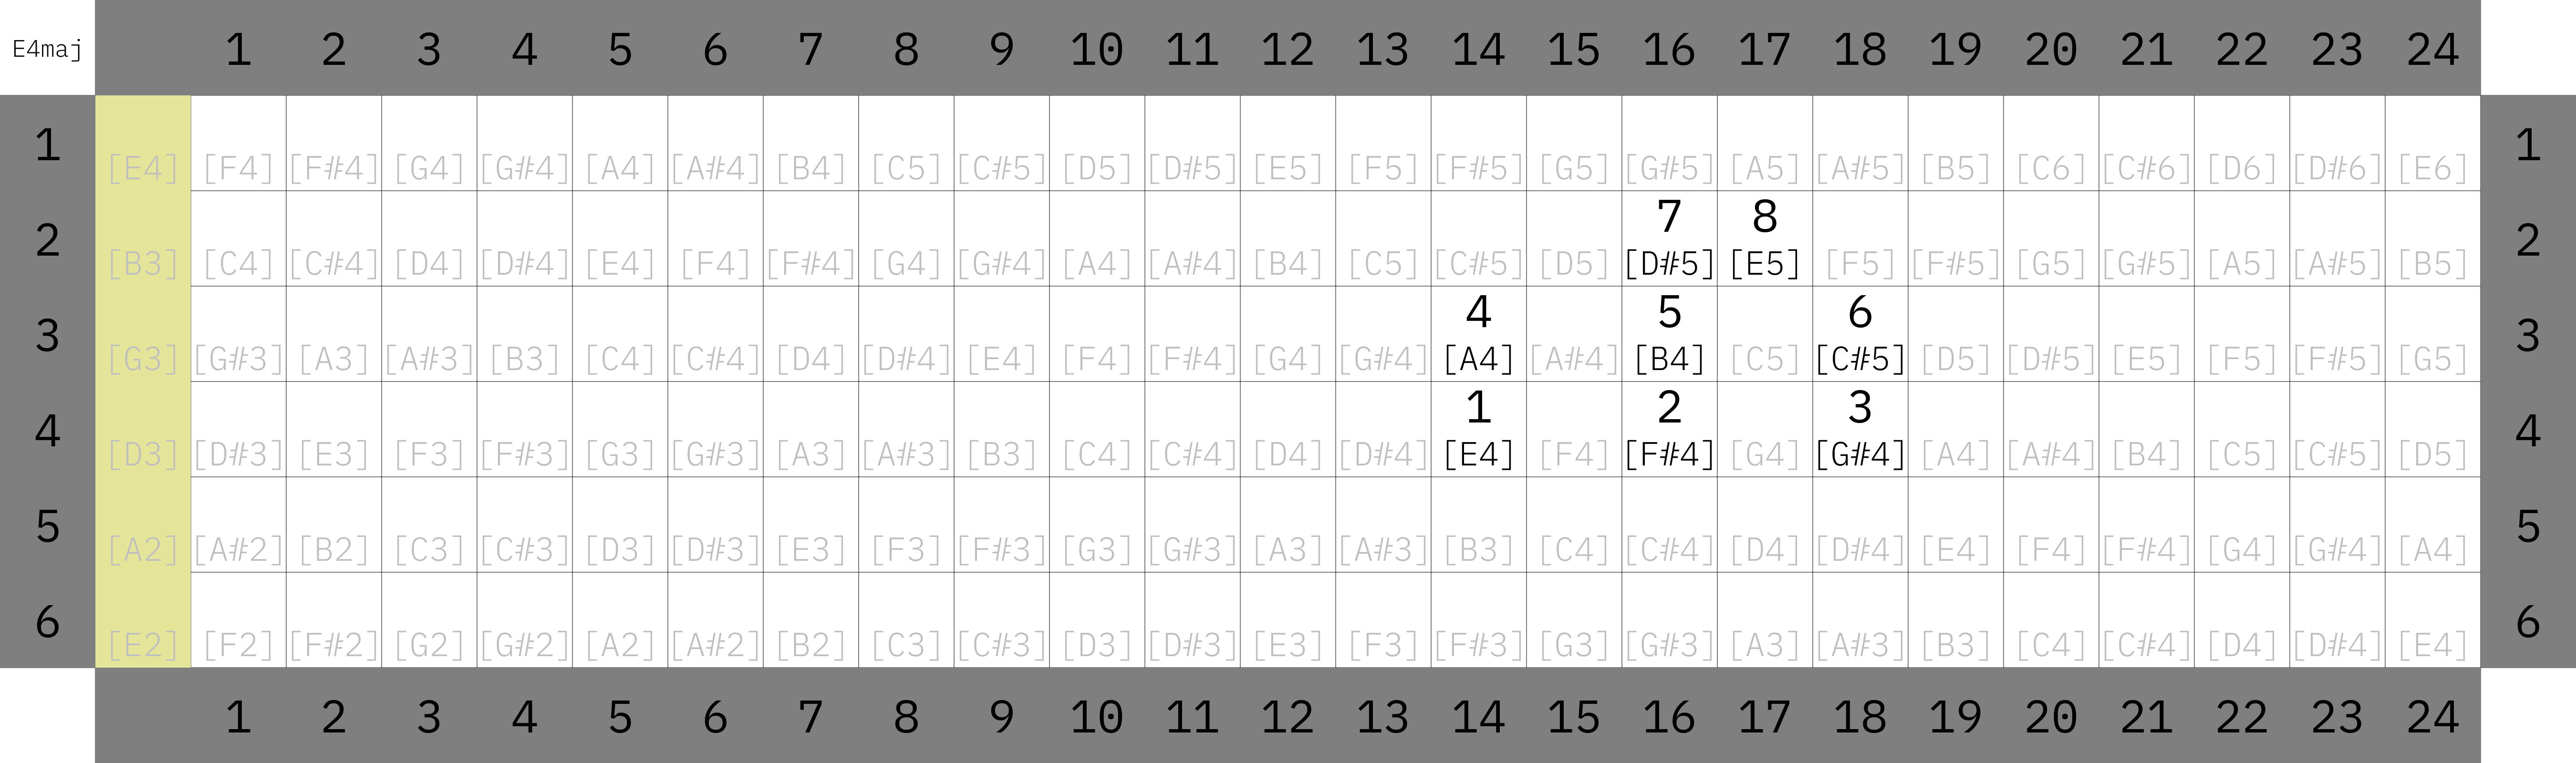 E4maj 1 2 3 4 5 6 7 8 9 10 11 12 13 14 15 16 17 18 19 20 21 22 23 24
1 [E4] [F4] [F#4] [G4] [G#4] [A4] [A#4] [B4] [C5] [C#5] [D5] [D#5] [E5] [F5] [F#5] [G5] [G#5] [A5] [A#5] [B5] [C6] [C#6] [D6] [D#6] [E6] 1
7 8
2 [B3] [C4] [C#4] [D4] [D#4] [E4] [F4] [F#4] [G4] [G#4] [A4] [A#4] [B4] [C5] [C#5] [D5] [D#5] [E5] [F5] [F#5] [G5] [G#5] [A5] [A#5] [B5] 2
4 5 6
3 [G3] [G#3] [A3] [A#3] [B3] [C4] [C#4] [D4] [D#4] [E4] [F4] [F#4] [G4] [G#4] [A4] [A#4] [B4] [C5] [C#5] [D5] [D#5] [E5] [F5] [F#5] [G5] 3
1 2 3
4 [D3] [D#3] [E3] [F3] [F#3] [G3] [G#3] [A3] [A#3] [B3] [C4] [C#4] [D4] [D#4] [E4] [F4] [F#4] [G4] [G#4] [A4] [A#4] [B4] [C5] [C#5] [D5] 4
5 [A2] [A#2] [B2] [C3] [C#3] [D3] [D#3] [E3] [F3] [F#3] [G3] [G#3] [A3] [A#3] [B3] [C4] [C#4] [D4] [D#4] [E4] [F4] [F#4] [G4] [G#4] [A4] 5
6 [E2] [F2] [F#2] [G2] [G#2] [A2] [A#2] [B2] [C3] [C#3] [D3] [D#3] [E3] [F3] [F#3] [G3] [G#3] [A3] [A#3] [B3] [C4] [C#4] [D4] [D#4] [E4] 6
1 2 3 4 5 6 7 8 9 10 11 12 13 14 15 16 17 18 19 20 21 22 23 24